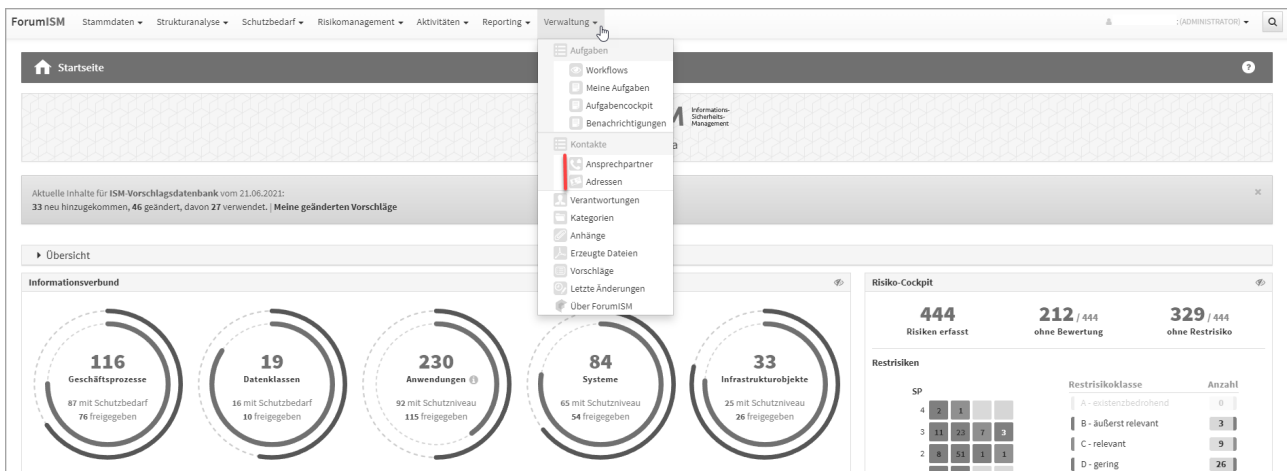 ForumISM Stammdaten Strukturanalyse Schutzbedarf Risikomanagement Aktivitäten Reporting Verwaltung :(ADMINISTRATOR)
Startseite ?
Aufgaben
Workflows
Meine Aufgaben
Aufgabencockpit
Benachrichtigungen
Kontakte
Ansprechpartner
Adressen
Verantwortungen
Kategorien
Anhänge
Erzeugte Dateien
Vorschläge
Letzte Änderungen
Über ForumISM
Informations-
Sicherheits-
Management
Aktuelle Inhalte für ISM-Vorschlagsdatenbank vom 21.06.2021:
33 neu hinzugekommen, 46 geändert, davon 27 verwendet. | Meine geänderten Vorschläge
Übersicht
Informationsverbund
116
Geschäftsprozesse
87 mit Schutzbedarf
76 freigegeben
19
Datenklassen
16 mit Schutzbedarf
10 freigegeben
230
Anwendungen
92 mit Schutzniveau
115 freigegeben
84
Systeme
65 mit Schutzniveau
54 freigegeben
33
Infrastrukturobjekte
25 mit Schutzniveau
26 freigegeben
Risiko-Cockpit
444 212 / 444 329 / 444
Risiken erfasst ohne Bewertung ohne Restrisiko
Restrisiken
SP
4 2 1
3 11 23 7 3
2 8 51 1 1
Restrisikoklasse Anzahl
A - existenzbedrohend 0
B - äußerst relevant 3
C - relevant 9
D - gering 26